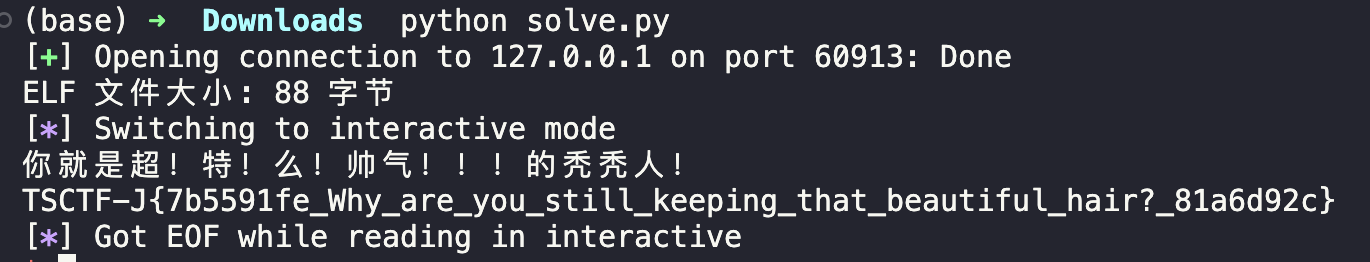 (base) → Downloads python solve.py
[+] Opening connection to 127.0.0.1 on port 60913: Done
ELF 文件大小: 88 字节
[*] Switching to interactive mode
你就是超！特！么！帅气！！！的秃秃人！
TSCTF-J{7b5591fe_Why_are_you_still_keeping_that_beautiful_hair?_81a6d92c}
[*] Got EOF while reading in interactive